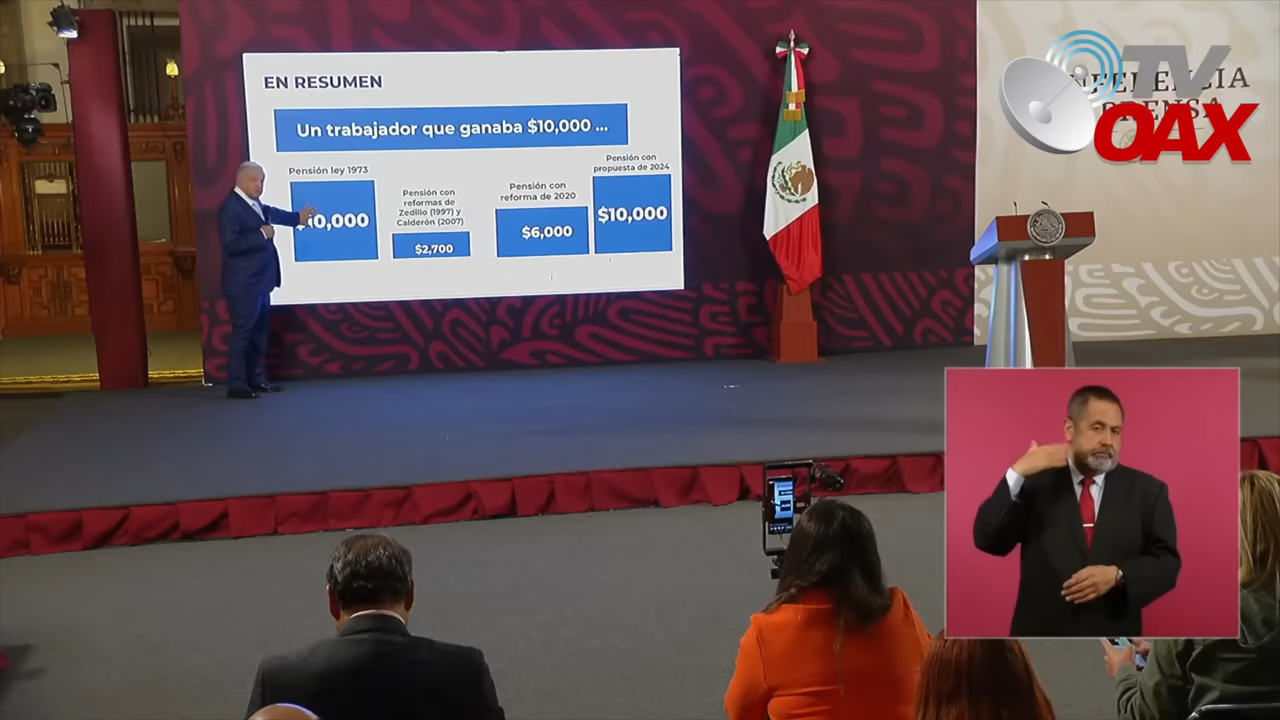 EN RESUMEN
Un trabajador que ganaba $10,000 ...
Pensión ley 1973
$10,000
Pensión con
reformas de
Zedillo (1997) y
Calderón (2007)
$2,700
Pensión con
reforma de 2020
$6,000
Pensión con
propuesta de 2024
$10,000
TV
OAX
CONFERENCIA
PRENSA